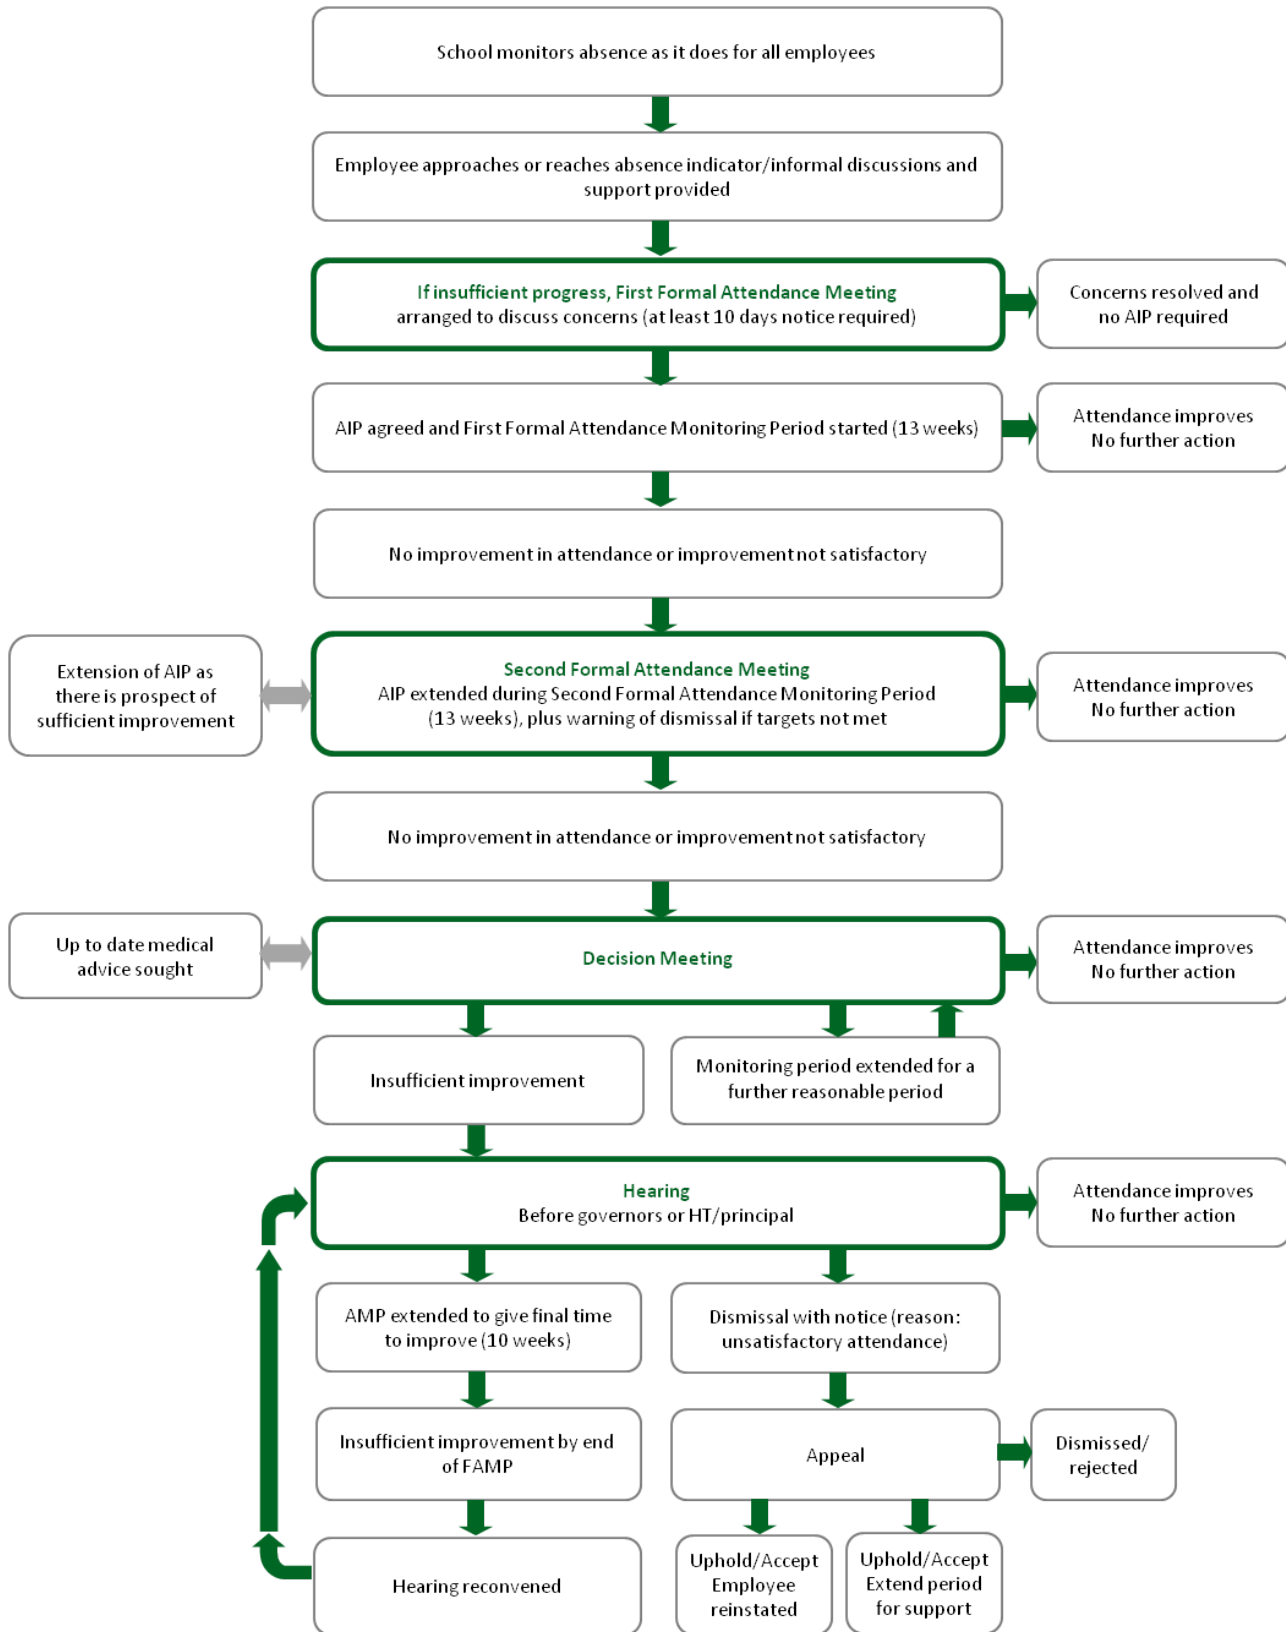 School monitors absence as it does for all employees
Employee approaches or reaches absence indicator/informal discussions and
support provided
If insufficient progress, First Formal Attendance Meeting
arranged to discuss concerns (at least 10 days notice required)
Concerns resolved and
no AIP required
AIP agreed and First Formal Attendance Monitoring Period started (13 weeks)
Attendance improves
No further action
No improvement in attendance or improvement not satisfactory
Extension of AIP as
there is prospect of
sufficient improvement
Second Formal Attendance Meeting
AIP extended during Second Formal Attendance Monitoring Period
(13 weeks), plus warning of dismissal if targets not met
Attendance improves
No further action
No improvement in attendance or improvement not satisfactory
Up to date medical
advice sought
Decision Meeting
Attendance improves
No further action
Insufficient improvement
Monitoring period extended for a
further reasonable period
Hearing
Before governors or HT/principal
Attendance improves
No further action
AMP extended to give final time
to improve (10 weeks)
Dismissal with notice (reason:
unsatisfactory attendance)
Insufficient improvement by end
of FAMP
Appeal
Dismissed/
rejected
Hearing reconvened
Uphold/Accept
Employee
reinstated
Uphold/Accept
Extend period
for support